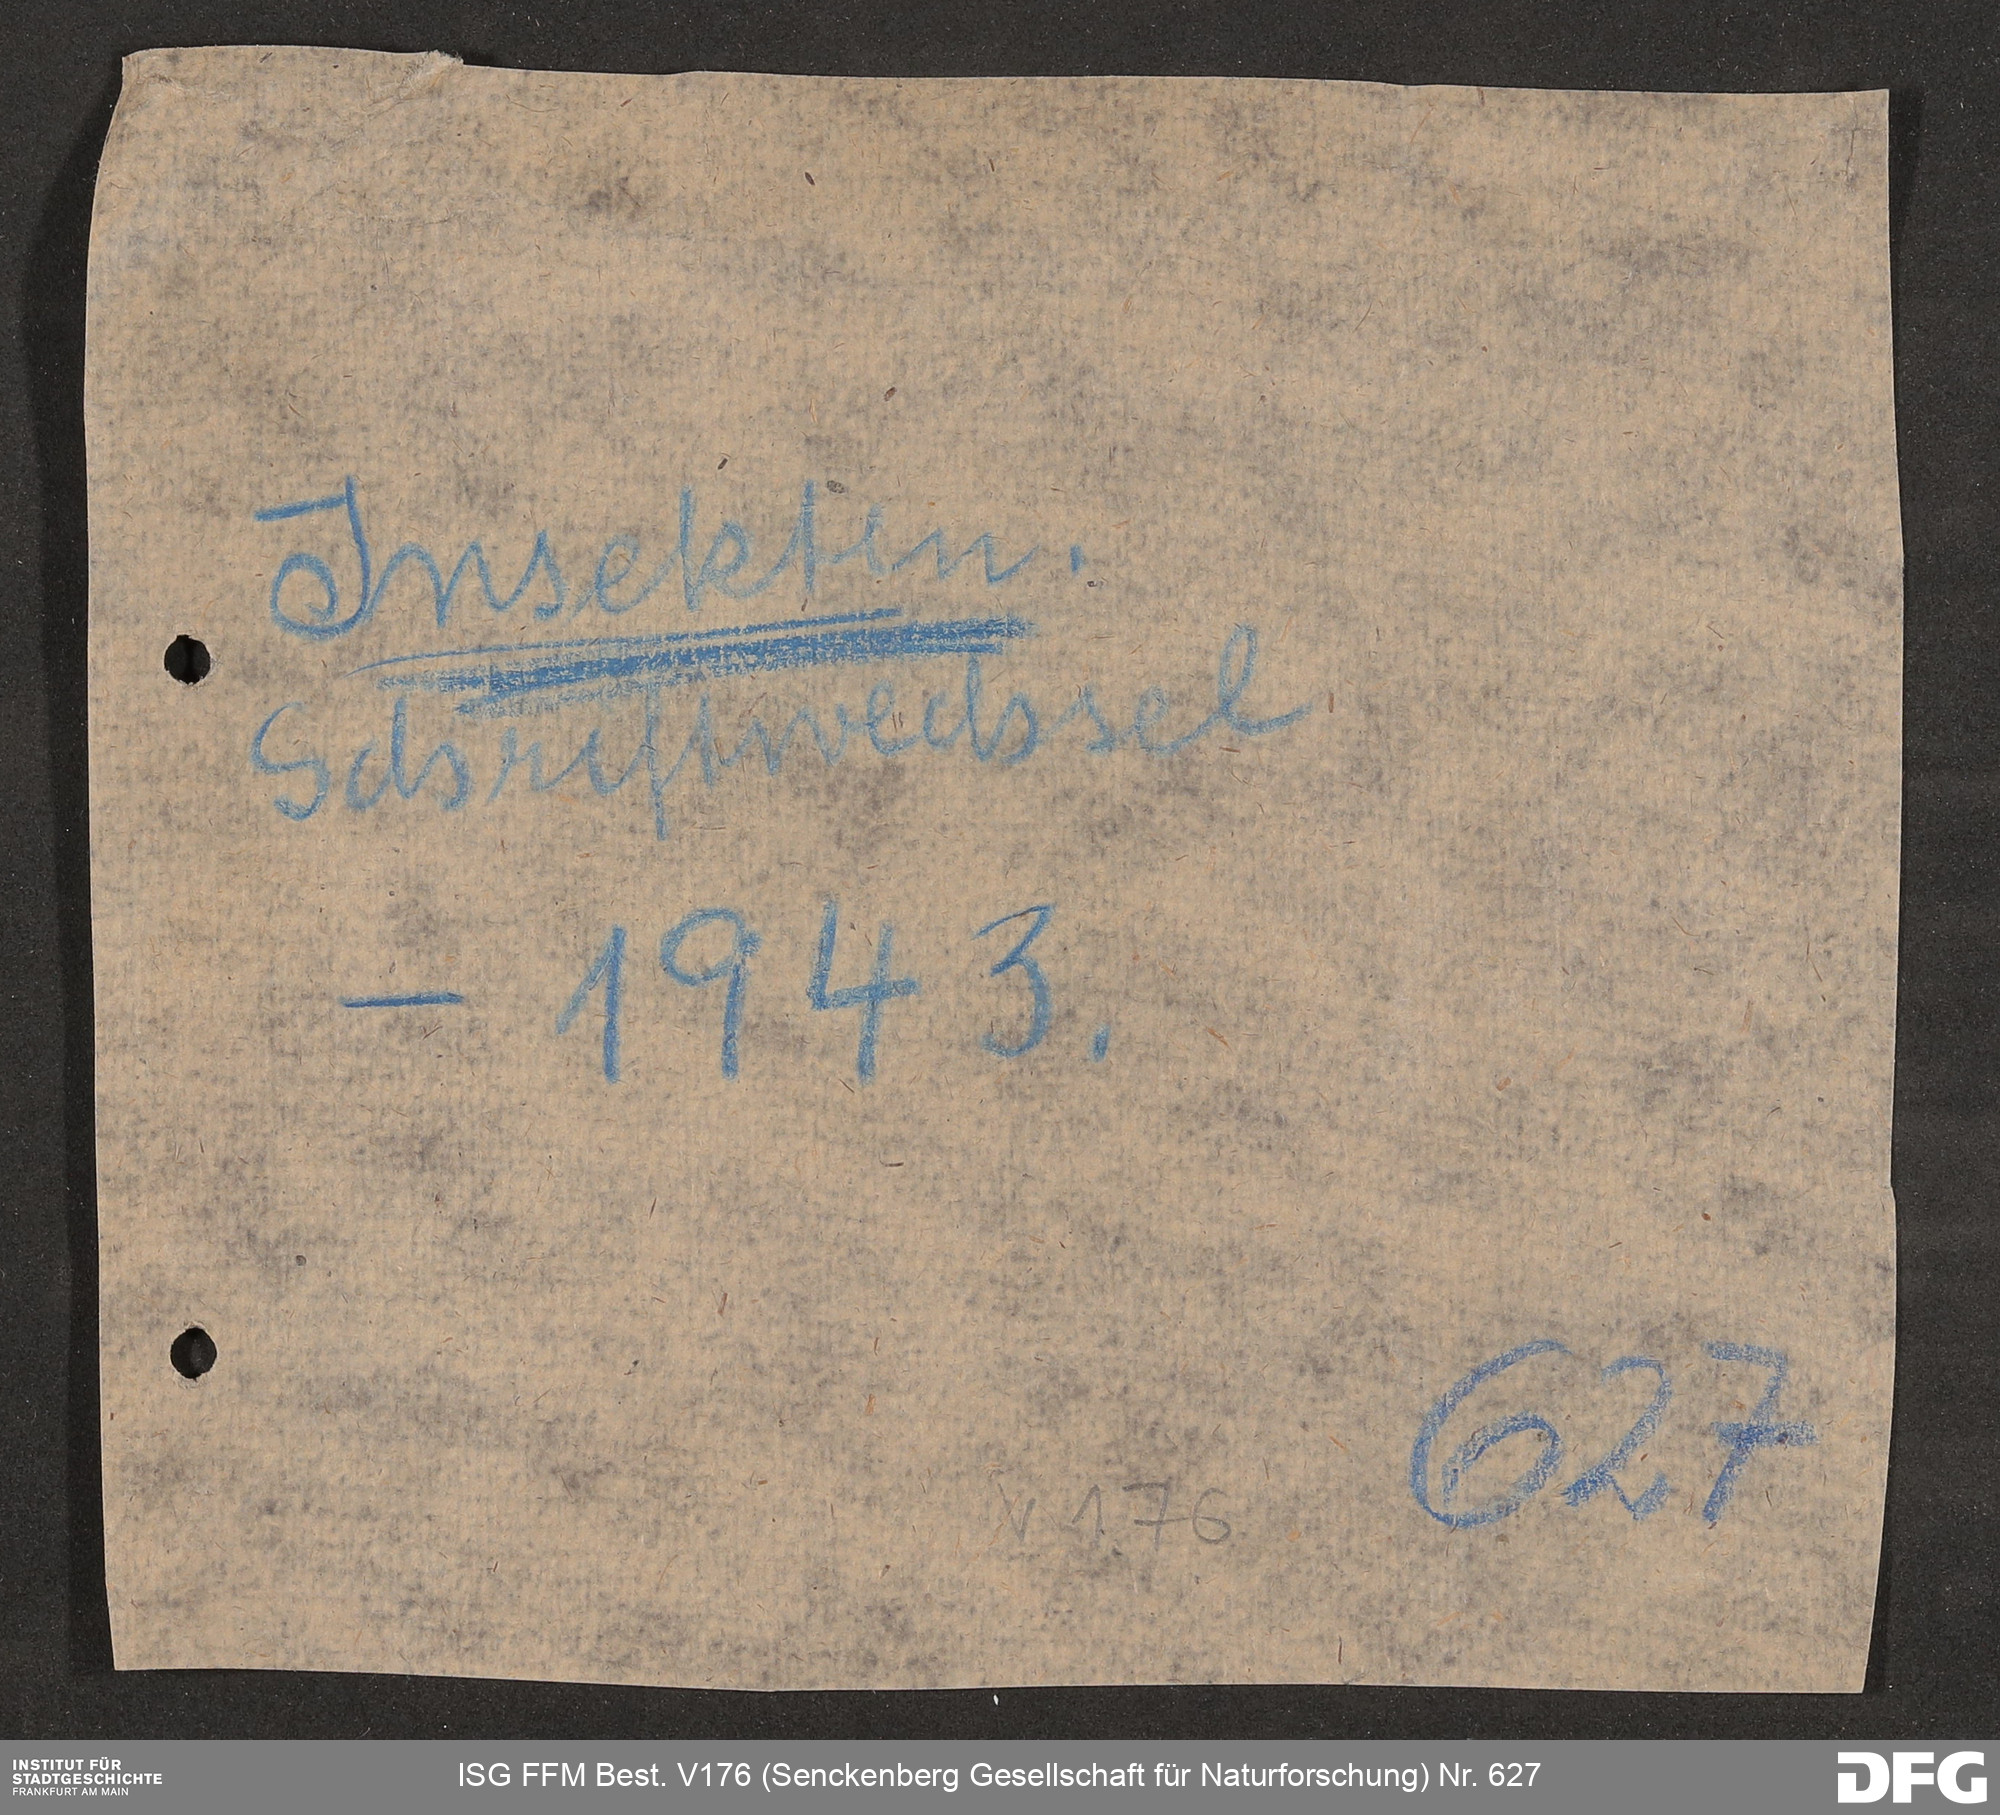 Insekten.
Schriftwechsel
– 1943.
627
V 176
INSTITUT FÜR
STADTGESCHICHTE
FRANKFURT AM MAIN
ISG FFM Best. V176 (Senckenberg Gesellschaft für Naturforschung) Nr. 627
DFG